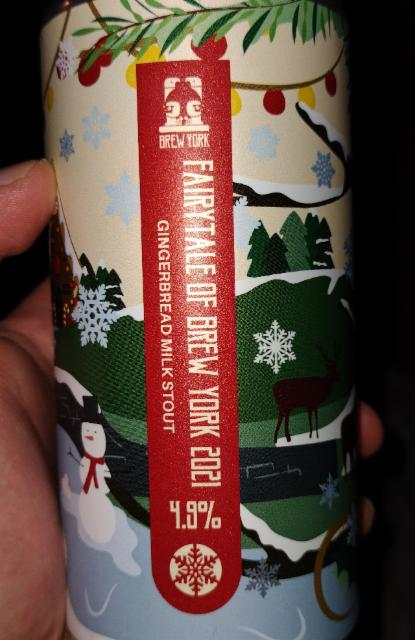 BREW YORK
FAIRYTALE OF BREW YORK 2021
GINGERBREAD MILK STOUT
4.9%